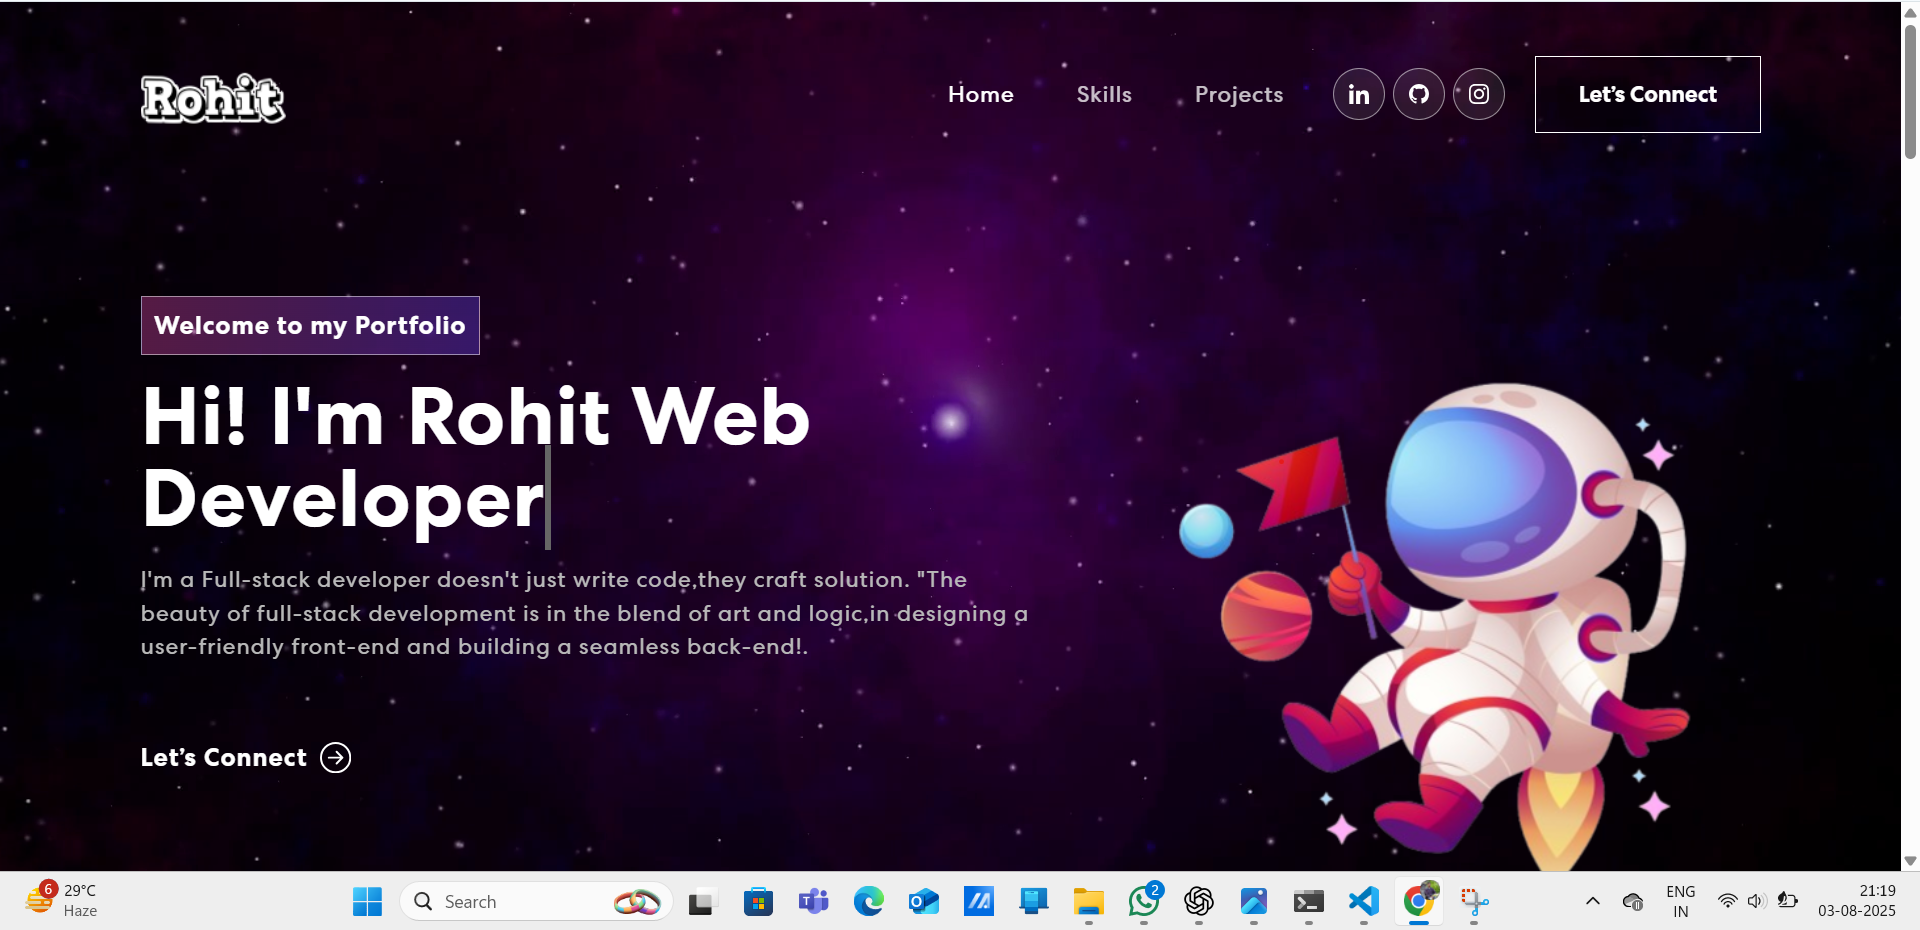 Rohit
Home
Skills
Projects
in
Let's Connect
Welcome to my Portfolio
Hi! I'm Rohit Web
Developer
I'm a Full-stack developer doesn't just write code,they craft solution. "The
beauty of full-stack development is in the blend of art and logic,in designing a
user-friendly front-end and building a seamless back-end!.
Let's Connect
6
29°C
Haze
Search
2
ENG
IN
21:19
03-08-2025